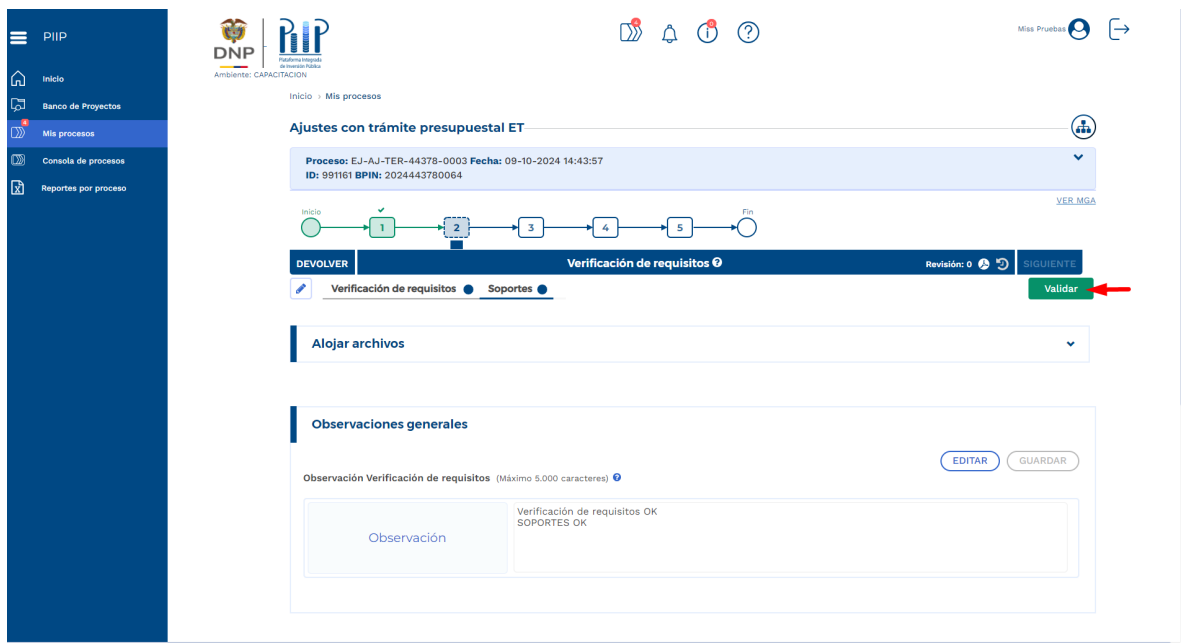 PIIP
Inicio
Banco de Proyectos
4
Mis procesos
Consola de procesos
Reportes por proceso
DNP
PIIP
Plataforma Integrada
de Inversión Pública
Ambiente: CAPACITACION
4
Miss Pruebas
Inicio > Mis procesos
Ajustes con trámite presupuestal ET
Proceso: EJ-AJ-TER-44378-0003 Fecha: 09-10-2024 14:43:57
ID: 991161 BPIN: 2024443780064
VER MGA
Inicio 1 2 3 4 5 Fin
DEVOLVER Verificación de requisitos ? Revisión: 0 SIGUIENTE
Verificación de requisitos Soportes Validar
Alojar archivos
Observaciones generales
EDITAR GUARDAR
Observación Verificación de requisitos (Máximo 5.000 caracteres) ?
Observación
Verificación de requisitos OK
SOPORTES OK